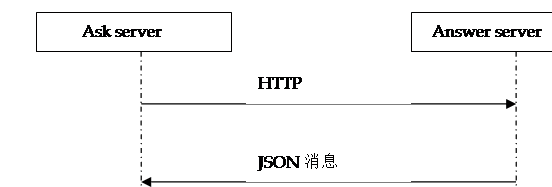 Ask server
Answer server
HTTP
JSON 消息